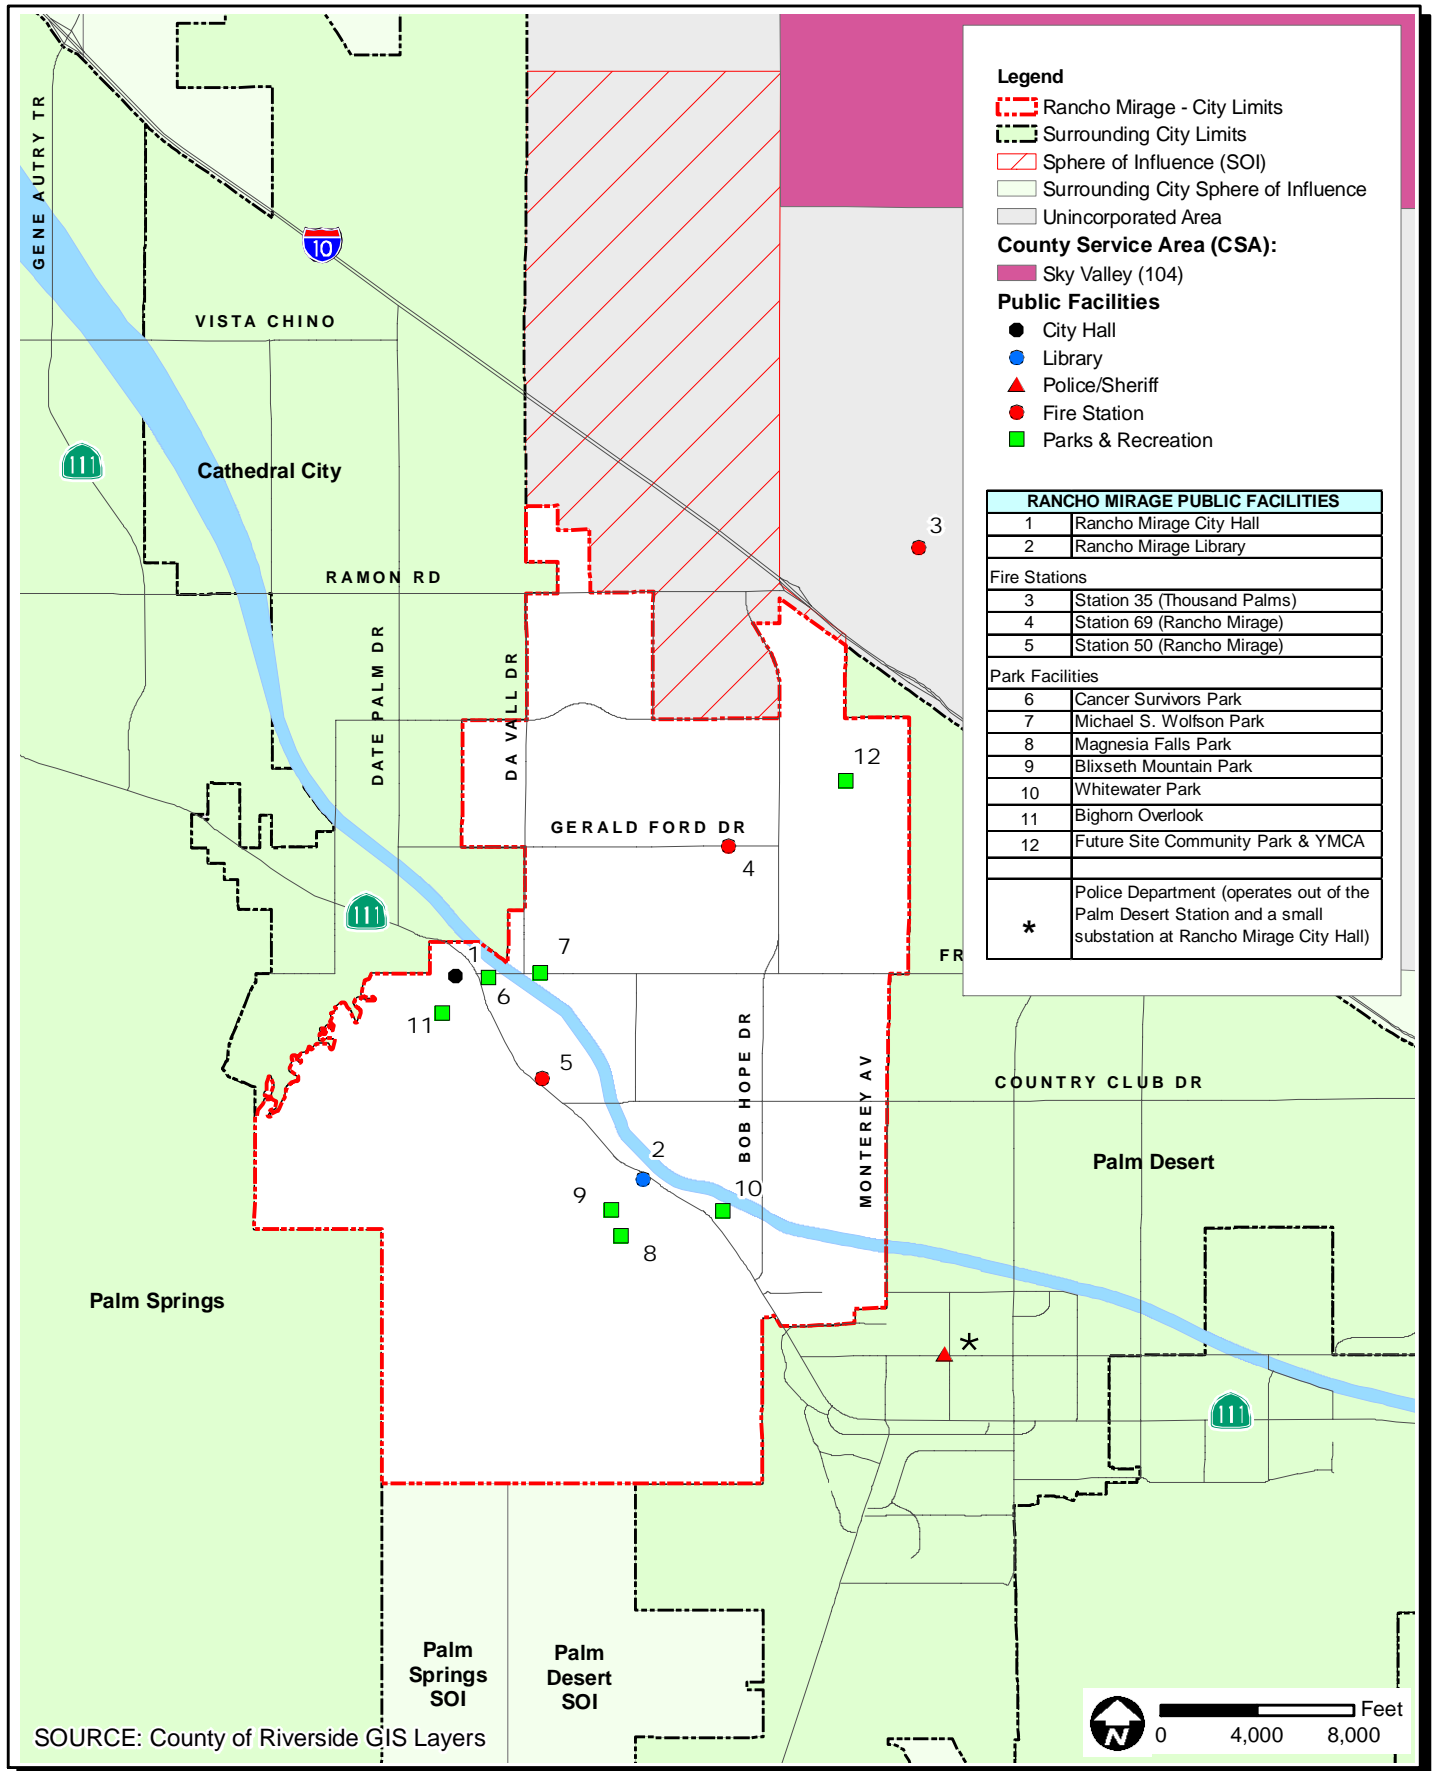 Legend
Rancho Mirage - City Limits
Surrounding City Limits
Sphere of Influence (SOI)
Surrounding City Sphere of Influence
Unincorporated Area
County Service Area (CSA):
Sky Valley (104)
Public Facilities
City Hall
Library
Police/Sheriff
Fire Station
Parks & Recreation
RANCHO MIRAGE PUBLIC FACILITIES
1 Rancho Mirage City Hall
2 Rancho Mirage Library
Fire Stations
3 Station 35 (Thousand Palms)
4 Station 69 (Rancho Mirage)
5 Station 50 (Rancho Mirage)
Park Facilities
6 Cancer Survivors Park
7 Michael S. Wolfson Park
8 Magnesia Falls Park
9 Blixseth Mountain Park
10 Whitewater Park
11 Bighorn Overlook
12 Future Site Community Park & YMCA
* Police Department (operates out of the
Palm Desert Station and a small
substation at Rancho Mirage City Hall)
GENE AUTRY TR
10
VISTA CHINO
111
Cathedral City
3
RAMON RD
DATE PALM DR
DA VALL DR
12
GERALD FORD DR
4
111
1
7
FR
6
11
5
BOB HOPE DR
MONTEREY AV
COUNTRY CLUB DR
2
Palm Desert
9
10
8
Palm Springs
*
111
Palm
Springs
SOI
Palm
Desert
SOI
SOURCE: County of Riverside GIS Layers
N
Feet
0 4,000 8,000